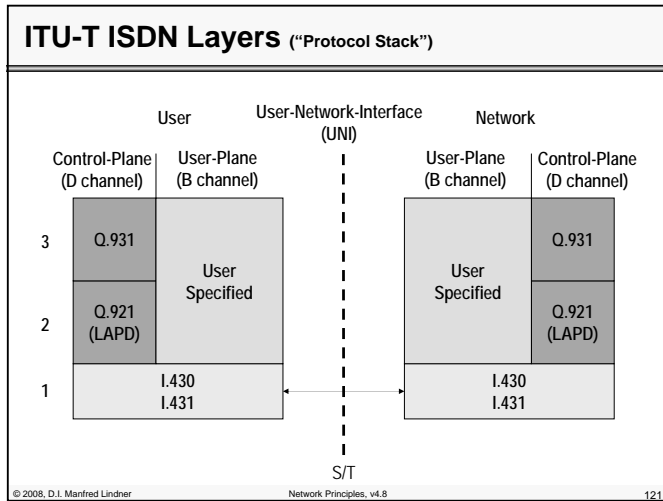 ITU-T ISDN Layers ("Protocol Stack")
User
User-Network-Interface
(UNI)
Network
Control-Plane
(D channel)
User-Plane
(B channel)
User-Plane
(B channel)
Control-Plane
(D channel)
3
Q.931
User
Specified
User
Specified
Q.931
2
Q.921
(LAPD)
Q.921
(LAPD)
1
I.430
I.431
I.430
I.431
S/T
© 2008, D.I. Manfred Lindner
Network Principles, v4.8
121